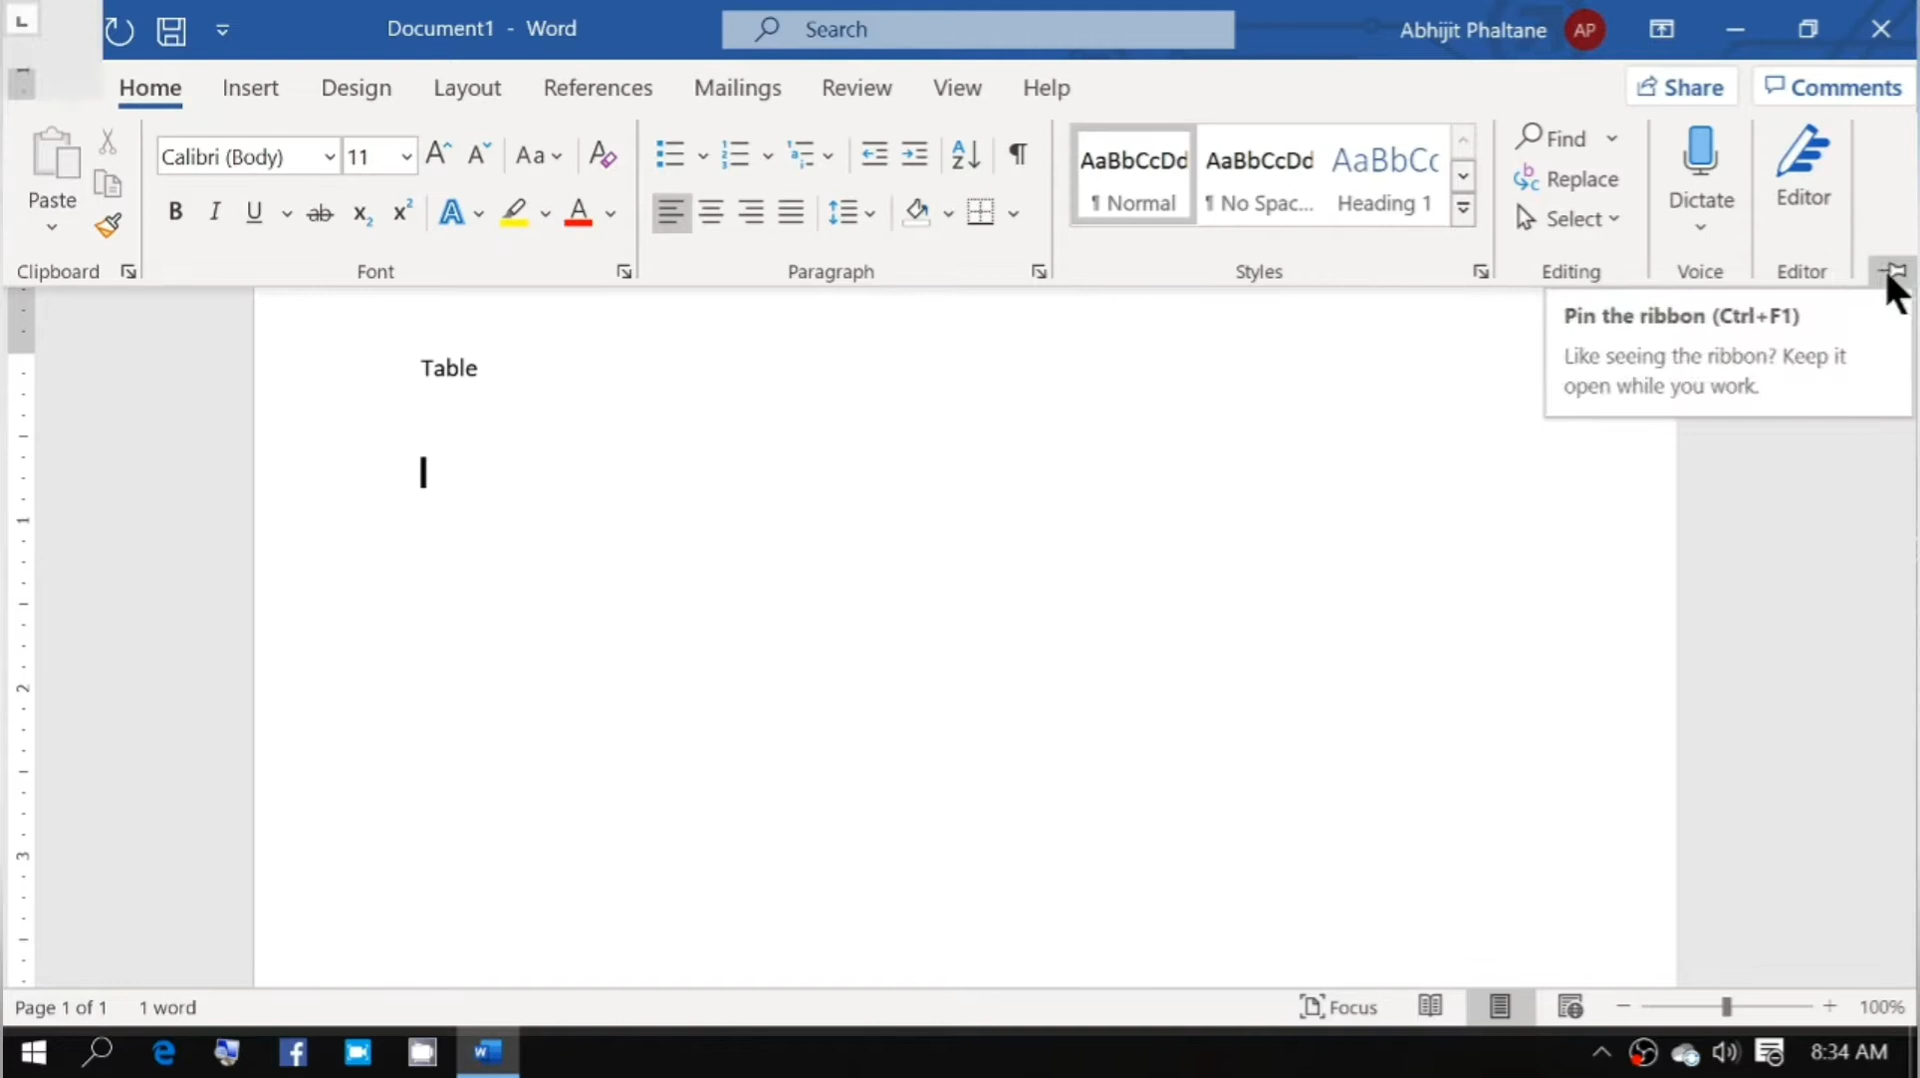 Document1 - Word
Search
Abhijit Phaltane
AP
Home Insert Design Layout References Mailings Review View Help
Share
Comments
Paste
Calibri (Body)
11
Aa
AaBbCcDd
¶ Normal
AaBbCcDd
¶ No Spac...
AaBbCc
Heading 1
Find
Replace
Select
Dictate
Editor
Clipboard
Font
Paragraph
Styles
Editing
Voice
Editor
Pin the ribbon (Ctrl+F1)
Like seeing the ribbon? Keep it
open while you work.
Table
1
2
3
Page 1 of 1
1 word
Focus
100%
8:34 AM